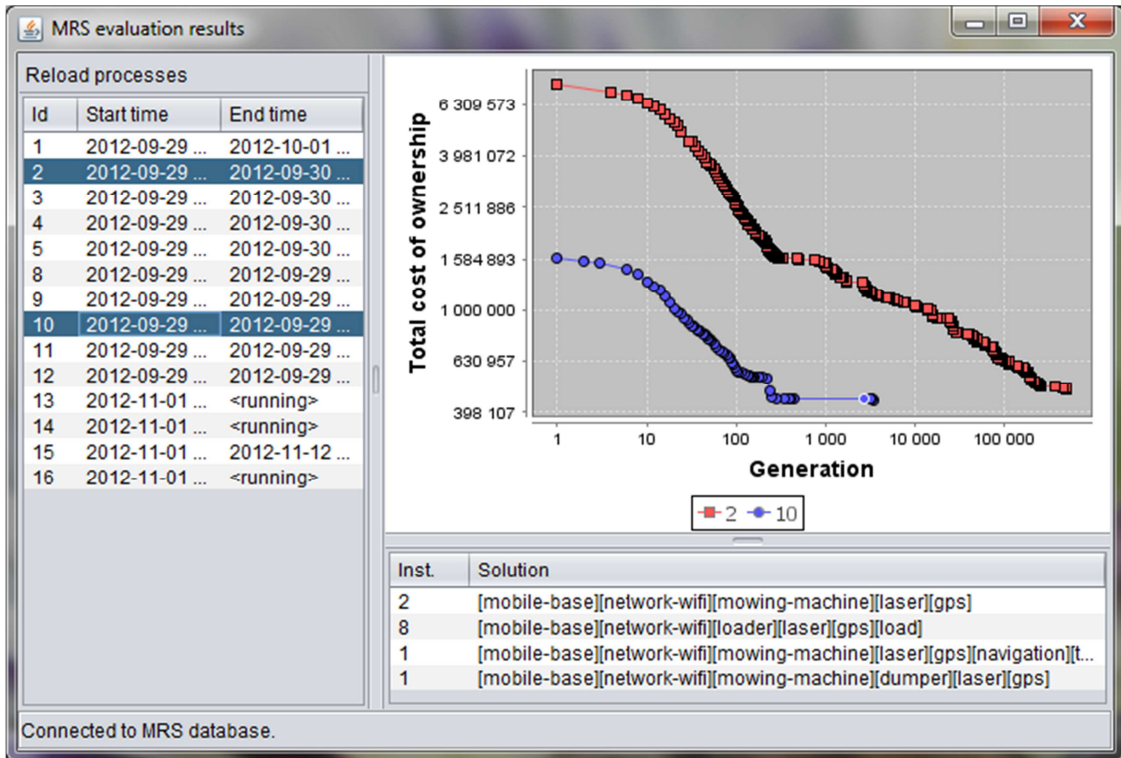 MRS evaluation results
Reload processes
Id Start time End time
1 2012-09-29 ... 2012-10-01 ...
2 2012-09-29 ... 2012-09-30 ...
3 2012-09-29 ... 2012-09-30 ...
4 2012-09-29 ... 2012-09-30 ...
5 2012-09-29 ... 2012-09-30 ...
8 2012-09-29 ... 2012-09-29 ...
9 2012-09-29 ... 2012-09-29 ...
10 2012-09-29 ... 2012-09-29 ...
11 2012-09-29 ... 2012-09-29 ...
12 2012-09-29 ... 2012-09-29 ...
13 2012-11-01 ... <running>
14 2012-11-01 ... <running>
15 2012-11-01 ... 2012-11-12 ...
16 2012-11-01 ... <running>
Total cost of ownership
6 309 573
3 981 072
2 511 886
1 584 893
1 000 000
630 957
398 107
1 10 100 1 000 10 000 100 000
Generation
2 10
Inst. Solution
2 [mobile-base][network-wifi][mowing-machine][laser][gps]
8 [mobile-base][network-wifi][loader][laser][gps][load]
1 [mobile-base][network-wifi][mowing-machine][laser][gps][navigation][t...
1 [mobile-base][network-wifi][mowing-machine][dumper][laser][gps]
Connected to MRS database.